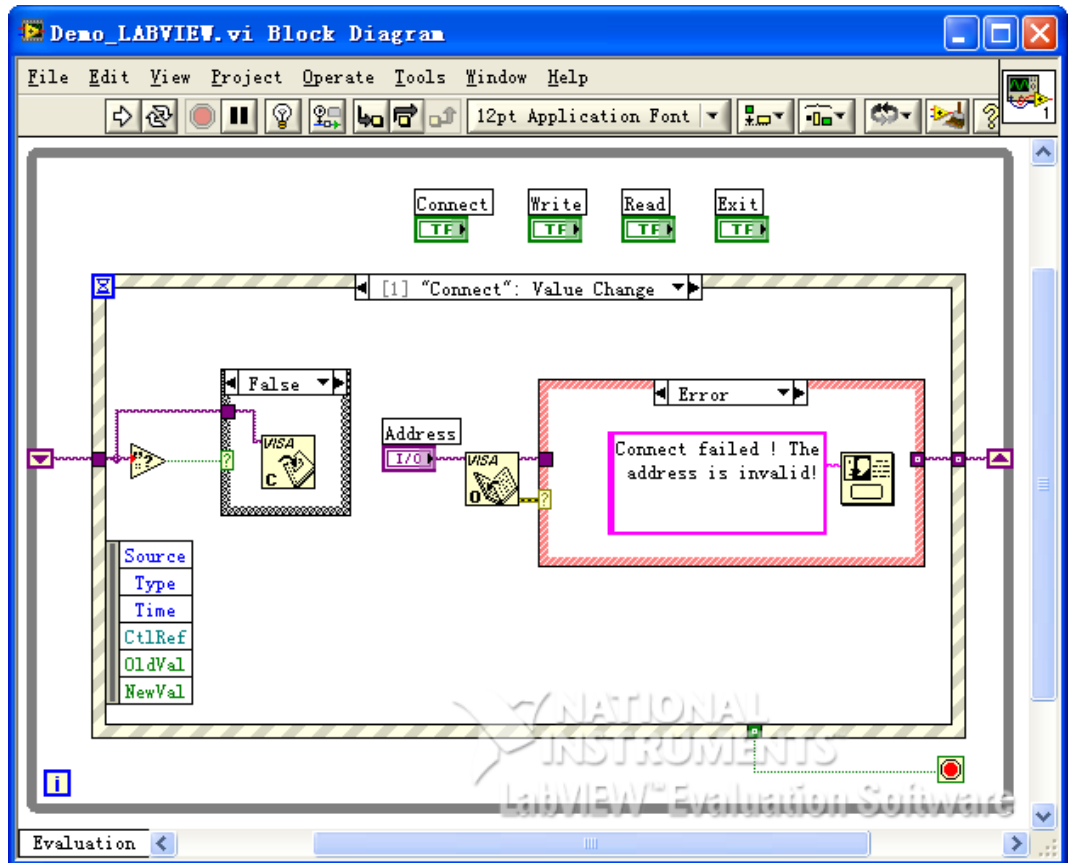 Demo_LABVIEW.vi Block Diagram
File Edit View Project Operate Tools Window Help
12pt Application Font
1
Connect Write Read Exit
TF TF TF TF
[1] "Connect": Value Change
False
Error
Address
I/O
VISA
C
VISA
O
?
?
?
Connect failed ! The
address is invalid!
Source
Type
Time
CtlRef
OldVal
NewVal
i
NATIONAL
INSTRUMENTS
LabVIEW™ Evaluation Software
Evaluation